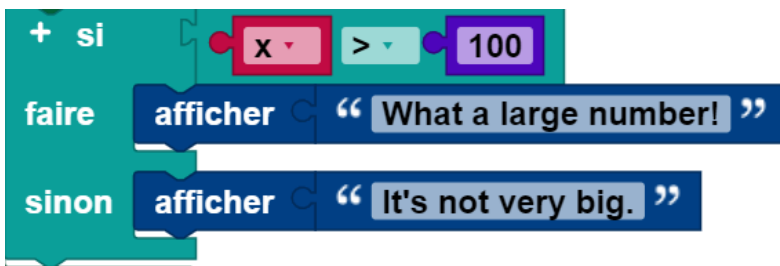 + si x > 100
faire afficher “ What a large number! ”
sinon afficher “ It's not very big. ”